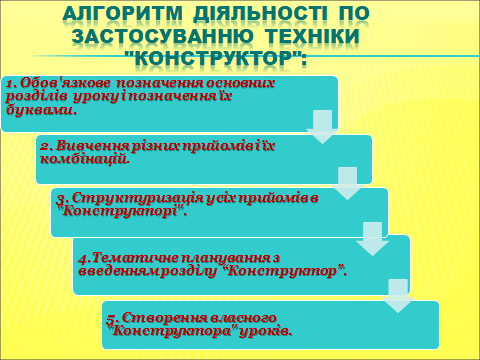 АЛГОРИТМ ДІЯЛЬНОСТІ ПО
ЗАСТОСУВАННЮ ТЕХНІКИ
"КОНСТРУКТОР":
1. Обов'язкове позначення основних
розділів уроку і позначення їх
буквами.
2. Вивчення різних прийомів і їх
комбінацій.
3. Структуризація усіх прийомів в
"Конструкторі".
4.Тематичне планування з
введенням розділу “Конструктор”.
5. Створення власного
"Конструктора" уроків.